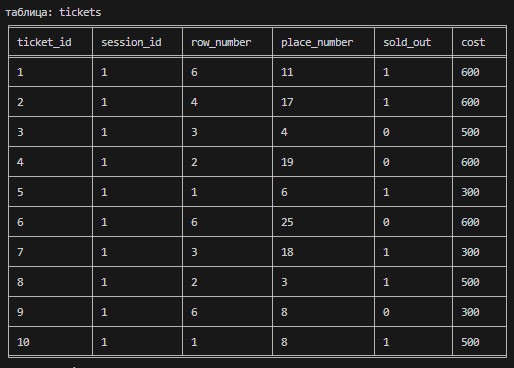 таблица: tickets
ticket_id session_id row_number place_number sold_out cost
1 1 6 11 1 600
2 1 4 17 1 600
3 1 3 4 0 500
4 1 2 19 0 600
5 1 1 6 1 300
6 1 6 25 0 600
7 1 3 18 1 300
8 1 2 3 1 500
9 1 6 8 0 300
10 1 1 8 1 500